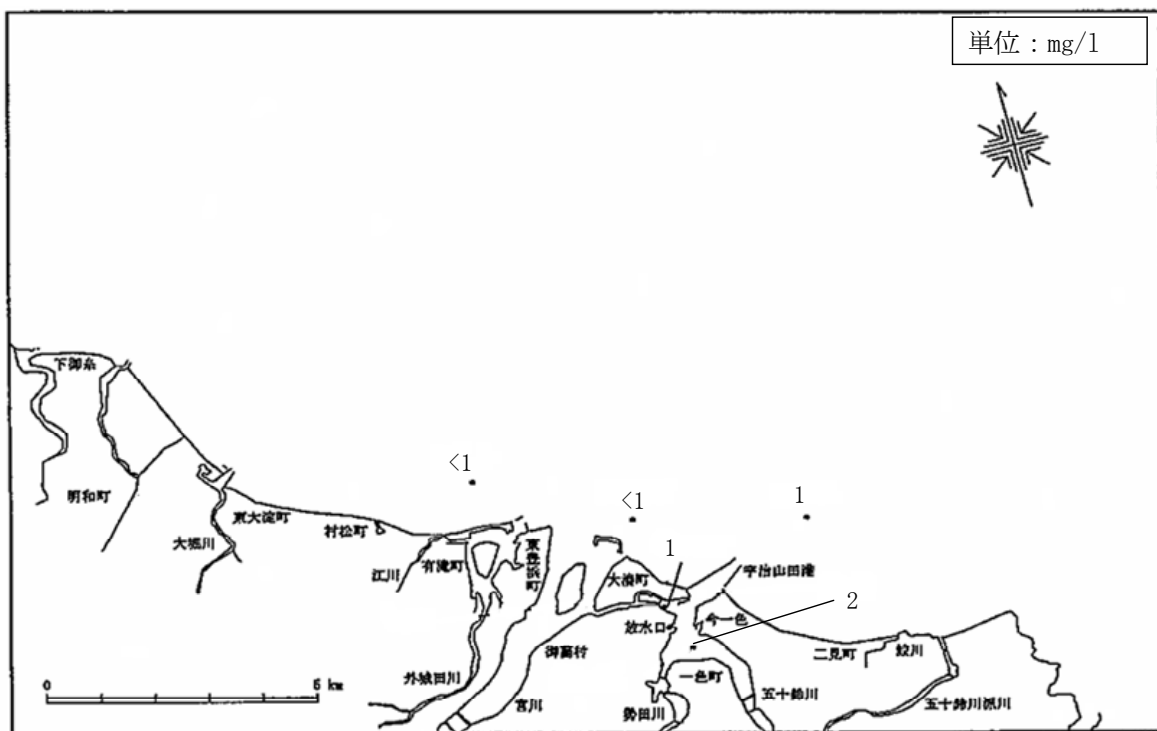 単位：mg/l
下御糸
明和町
大堀川
東大淀町
村松町
<1
<1
1
江川
有滝町
東豊浜町
大湊町
1
宇治山田港
放水口
今一色
2
御薗村
二見町
鮫川
外城田川
宮川
一色町
勢田川
五十鈴川
五十鈴川派川
0
5 km